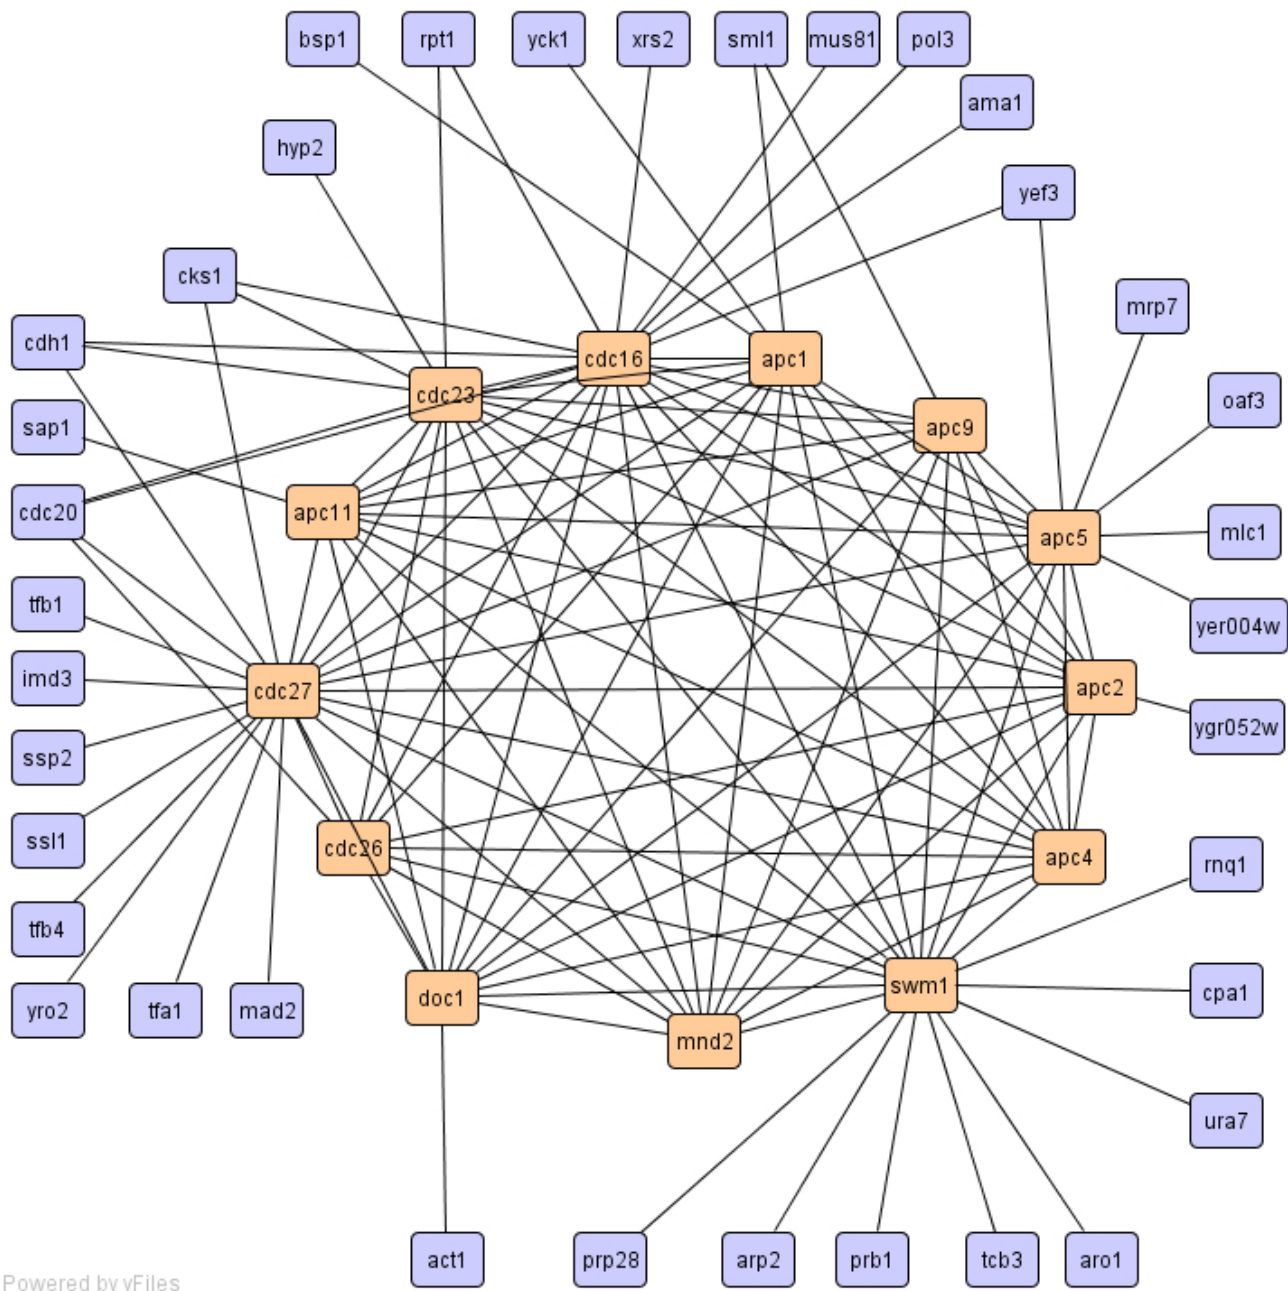 bsp1
rpt1
yck1
xrs2
sml1
mus81
pol3
ama1
hyp2
yef3
cks1
mrp7
cdh1
cdc16
apc1
cdc23
oaf3
sap1
apc9
cdc20
apc11
mlc1
apc5
tfb1
yer004w
imd3
cdc27
apc2
ygr052w
ssp2
ssl1
cdc26
apc4
rnq1
tfb4
swm1
cpa1
yro2
tfa1
mad2
doc1
mnd2
ura7
act1
prp28
arp2
prb1
tcb3
aro1
Powered by yFiles